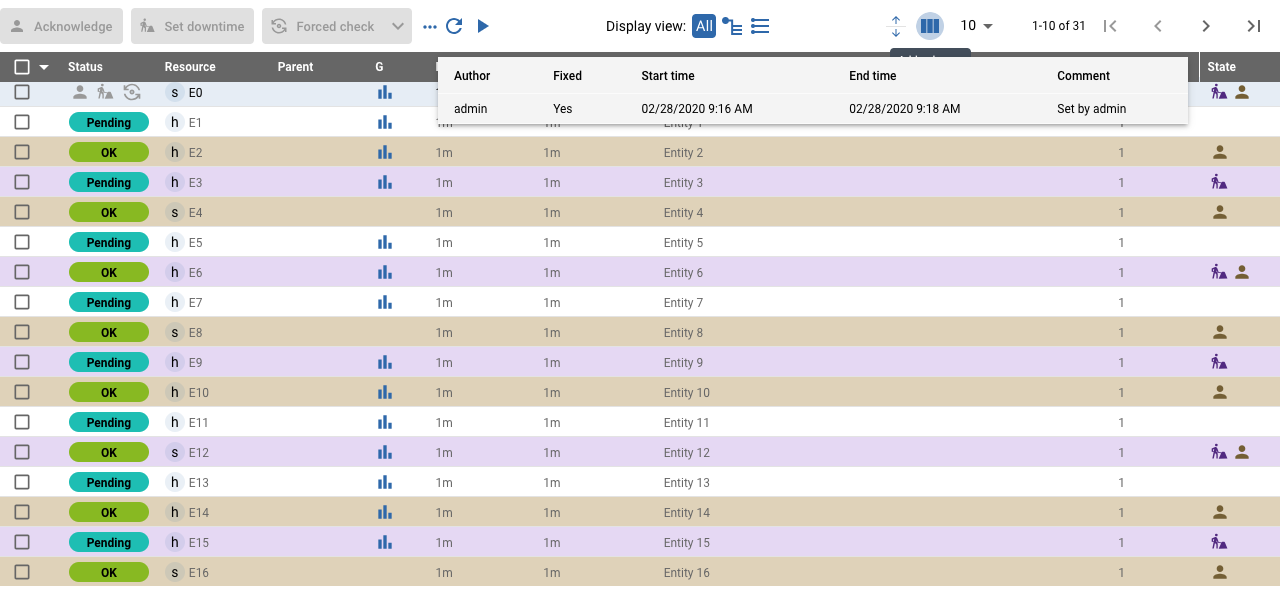 Acknowledge Set downtime Forced check Display view: All 10 1-10 of 31
Status Resource Parent G State
Author Fixed Start time End time Comment
admin Yes 02/28/2020 9:16 AM 02/28/2020 9:18 AM Set by admin
s E0
Pending h E1 1m 1m Entity 1 1
OK h E2 1m 1m Entity 2 1
Pending h E3 1m 1m Entity 3 1
OK s E4 1m 1m Entity 4 1
Pending h E5 1m 1m Entity 5 1
OK h E6 1m 1m Entity 6 1
Pending h E7 1m 1m Entity 7 1
OK s E8 1m 1m Entity 8 1
Pending h E9 1m 1m Entity 9 1
OK h E10 1m 1m Entity 10 1
Pending h E11 1m 1m Entity 11 1
OK s E12 1m 1m Entity 12 1
Pending h E13 1m 1m Entity 13 1
OK h E14 1m 1m Entity 14 1
Pending h E15 1m 1m Entity 15 1
OK s E16 1m 1m Entity 16 1